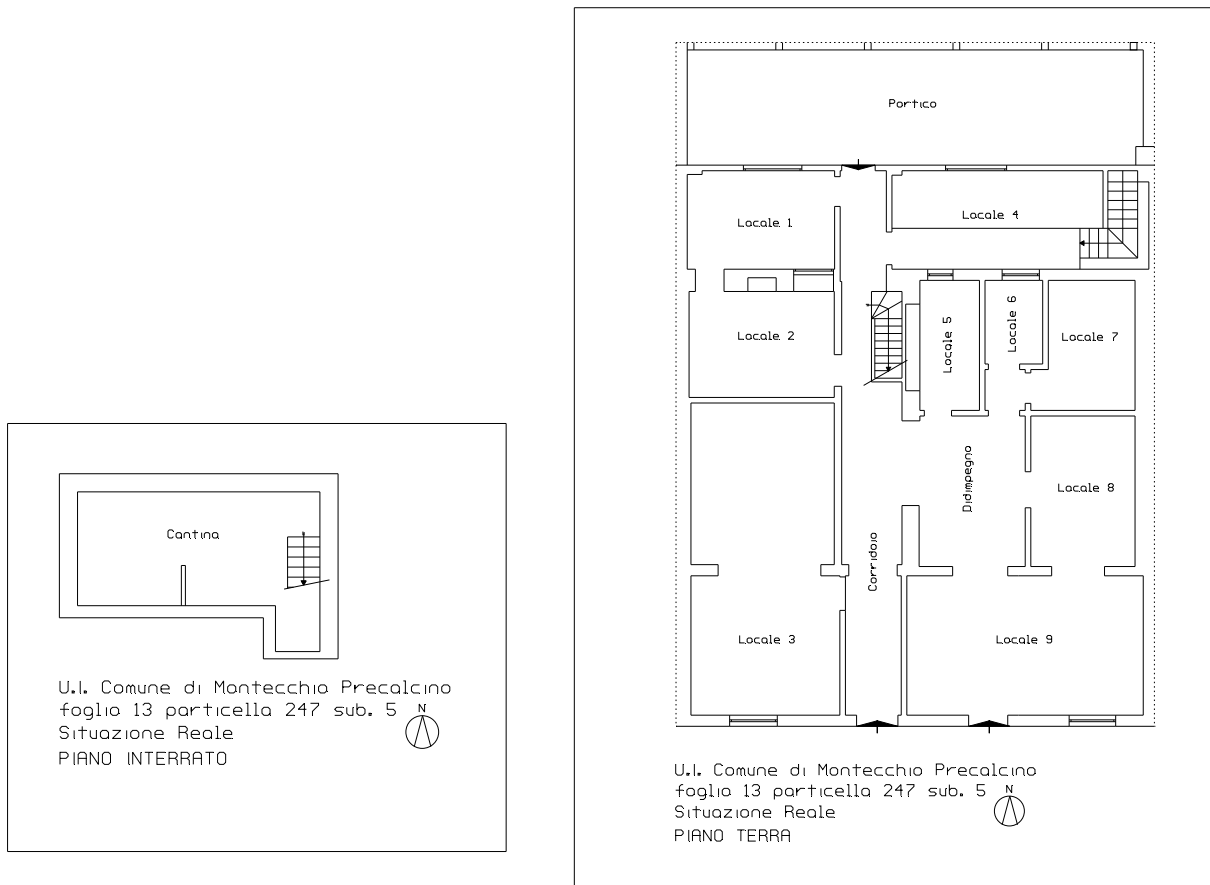 Portico
Locale 1
Locale 4
Locale 2
Locale 5
Locale 6
Locale 7
Didimpegno
Locale 8
Corridoio
Locale 3
Locale 9
U.I. Comune di Montecchio Precalcino
foglio 13 particella 247 sub. 5
N
Situazione Reale
PIANO TERRA
Cantina
U.I. Comune di Montecchio Precalcino
foglio 13 particella 247 sub. 5
N
Situazione Reale
PIANO INTERRATO